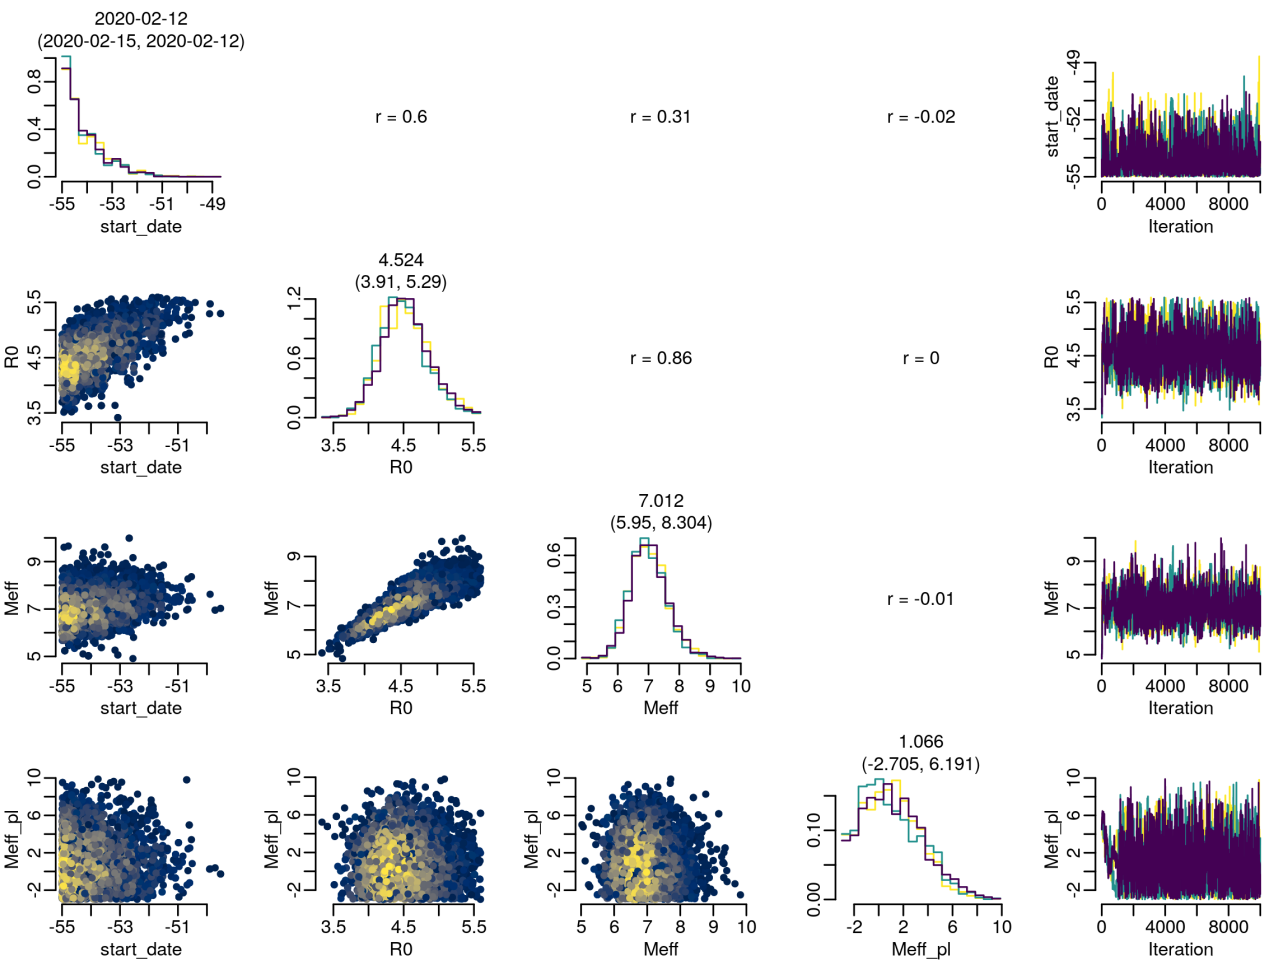 2020-02-12
(2020-02-15, 2020-02-12)
0.0 0.4 0.8
-55 -53 -51 -49
start_date
r = 0.6
r = 0.31
r = -0.02
start_date
-55 -52 -49
0 4000 8000
Iteration
R0
3.5 4.5 5.5
-55 -53 -51
start_date
4.524
(3.91, 5.29)
0.0 0.6 1.2
3.5 4.5 5.5
R0
r = 0.86
r = 0
R0
3.5 4.5 5.5
0 4000 8000
Iteration
Meff
5 7 9
-55 -53 -51
start_date
Meff
5 7 9
3.5 4.5 5.5
R0
7.012
(5.95, 8.304)
0.0 0.3 0.6
5 6 7 8 9 10
Meff
r = -0.01
Meff
5 7 9
0 4000 8000
Iteration
Meff_pl
-2 2 6 10
-55 -53 -51
start_date
Meff_pl
-2 2 6 10
3.5 4.5 5.5
R0
Meff_pl
-2 2 6 10
5 6 7 8 9 10
Meff
1.066
(-2.705, 6.191)
0.00 0.10
-2 2 6 10
Meff_pl
Meff_pl
-2 2 6 10
0 4000 8000
Iteration